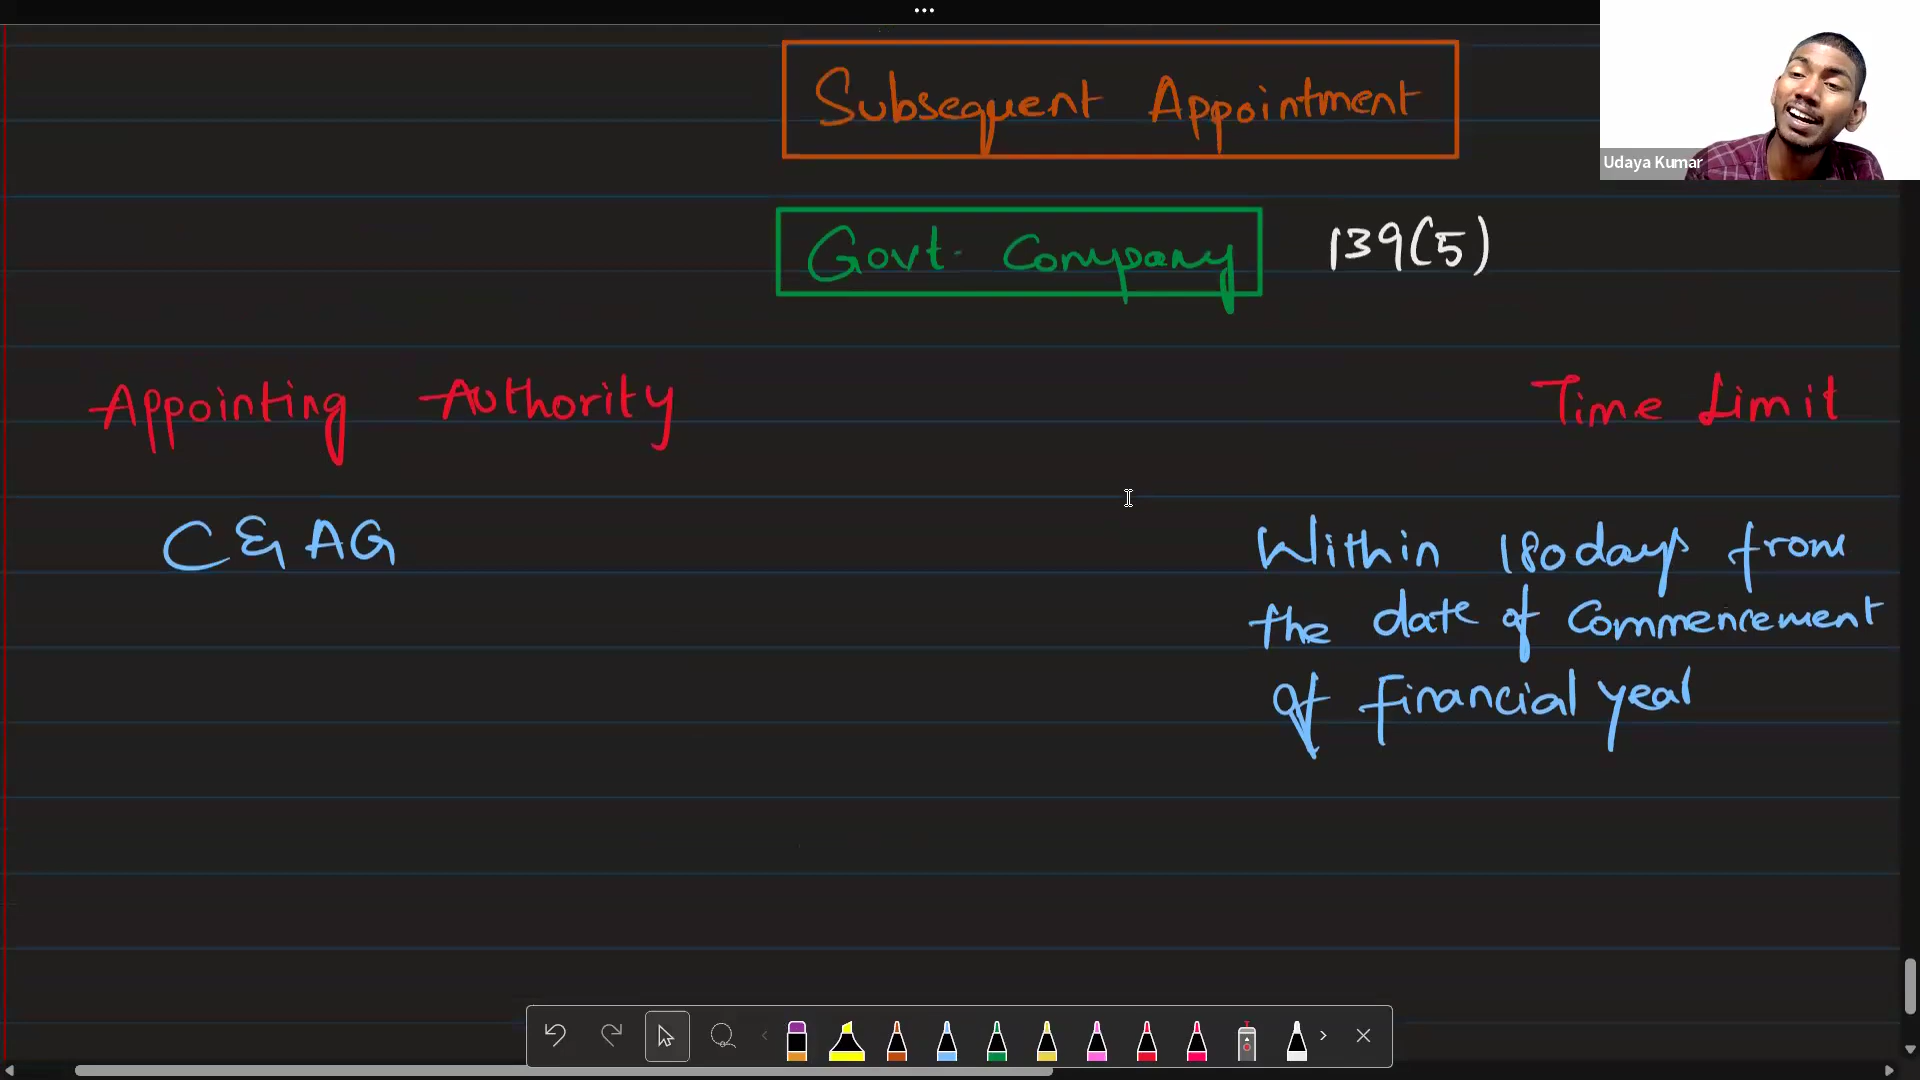 Subsequent Appointment
Udaya Kumar
Govt. Company 139(5)
Appointing Authority
Time Limit
C & AG
Within 180 days from
the date of Commencement
of Financial year